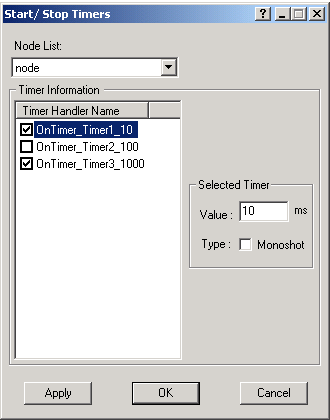 Start/ Stop Timers
Node List:
node
Timer Information
Timer Handler Name
OnTimer_Timer1_10
OnTimer_Timer2_100
OnTimer_Timer3_1000
Selected Timer
Value : 10 ms
Type : Monoshot
Apply OK Cancel